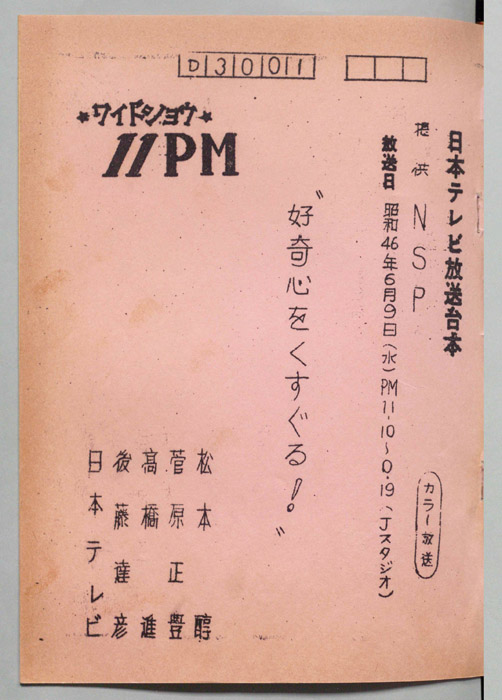 D3001
★ワイドショウ★
11PM
日本テレビ放送台本
提供 NSP
放送日 昭和46年6月9日(水)PM11.10~0.19(Jスタジオ)
カラー放送
"好奇心をくすぐる!"
松本醇
菅原正豊
高橋進
後藤達彦
日本テレビ